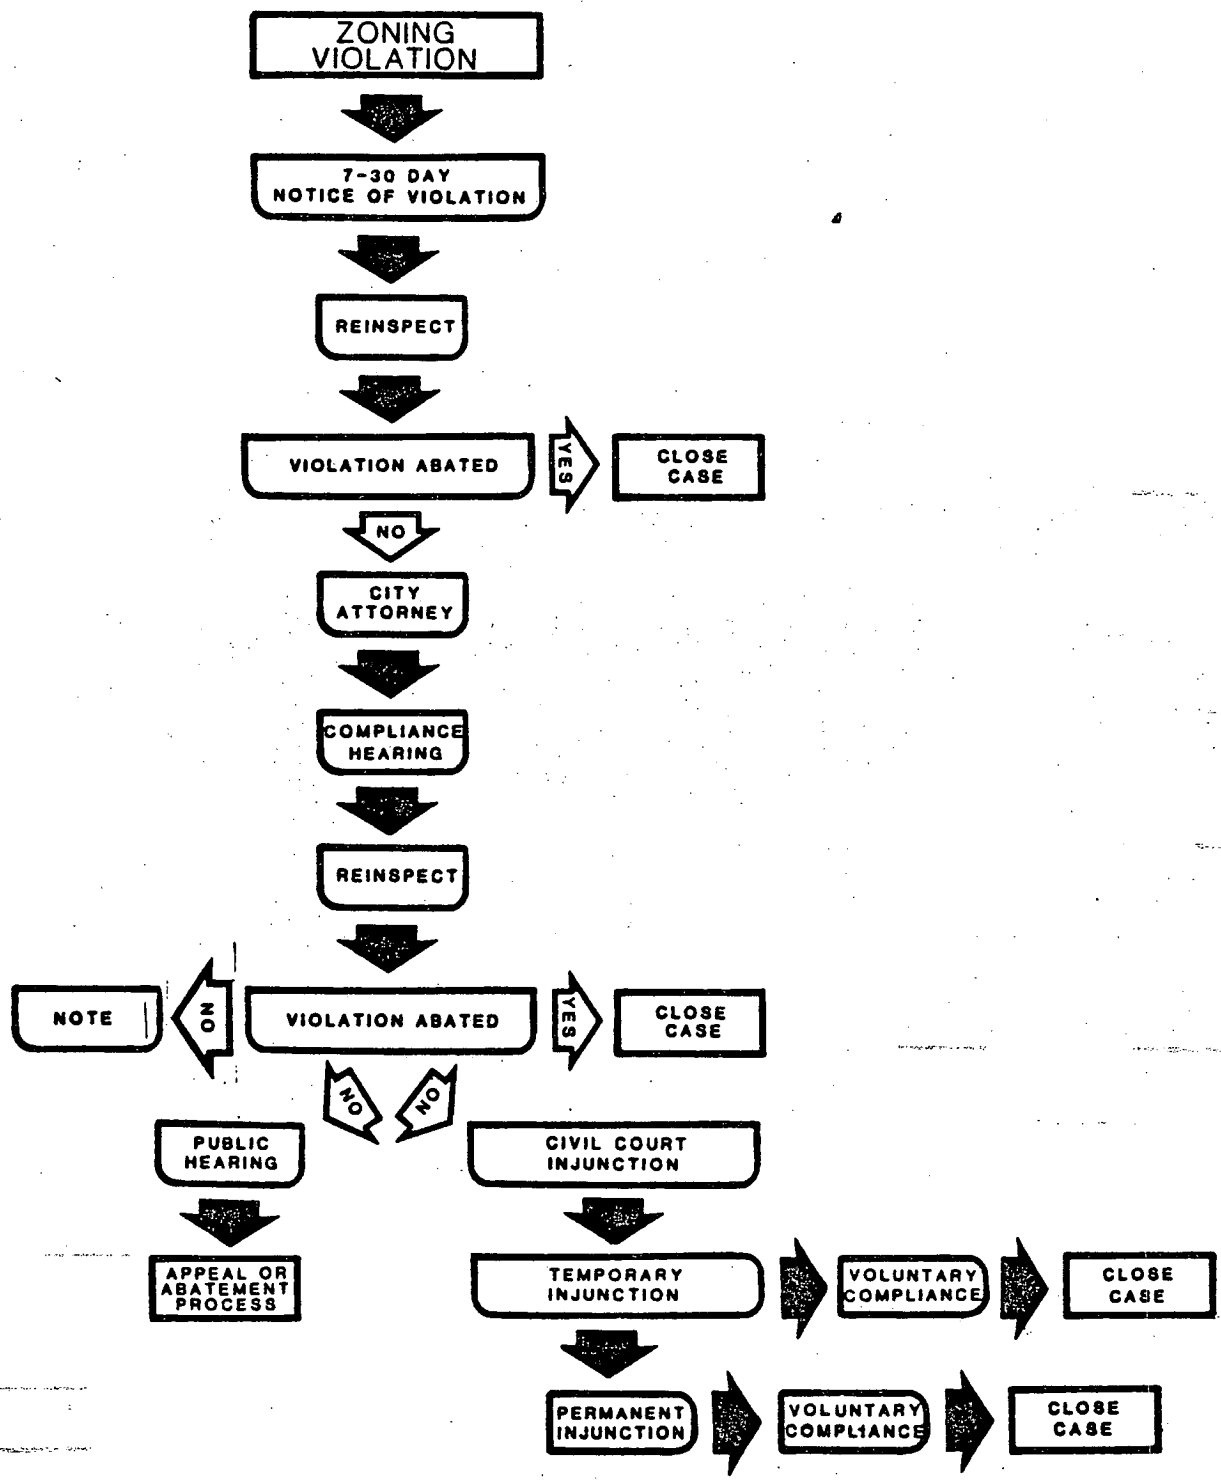 ZONING
VIOLATION
7-30 DAY
NOTICE OF VIOLATION
REINSPECT
VIOLATION ABATED
YES
CLOSE
CASE
NO
CITY
ATTORNEY
COMPLIANCE
HEARING
REINSPECT
NOTE
NO
VIOLATION ABATED
YES
CLOSE
CASE
NO
NO
PUBLIC
HEARING
CIVIL COURT
INJUNCTION
APPEAL OR
ABATEMENT
PROCESS
TEMPORARY
INJUNCTION
VOLUNTARY
COMPLIANCE
CLOSE
CASE
PERMANENT
INJUNCTION
VOLUNTARY
COMPLIANCE
CLOSE
CASE